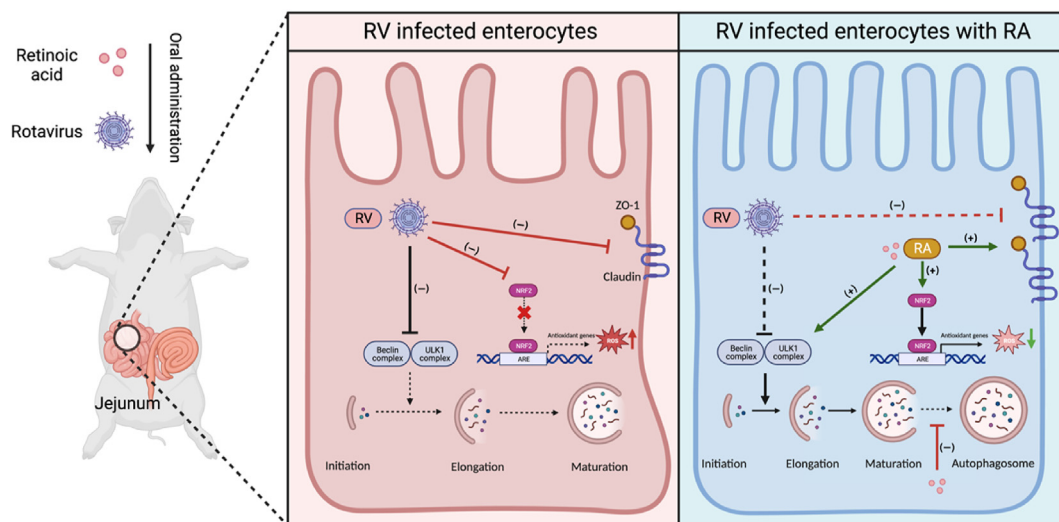 Retinoic
acid
Rotavirus
Oral administration
Jejunum
RV infected enterocytes
RV
(-)
(-)
(-)
ZO-1
Claudin
NRF2
Beclin
complex
ULK1
complex
NRF2
ARE
Antioxidant genes
ROS
Initiation
Elongation
Maturation
RV infected enterocytes with RA
RV
(-)
RA
(+)
(+)
(+)
(-)
NRF2
Beclin
complex
ULK1
complex
NRF2
ARE
Antioxidant genes
ROS
(-)
Initiation
Elongation
Maturation
Autophagosome